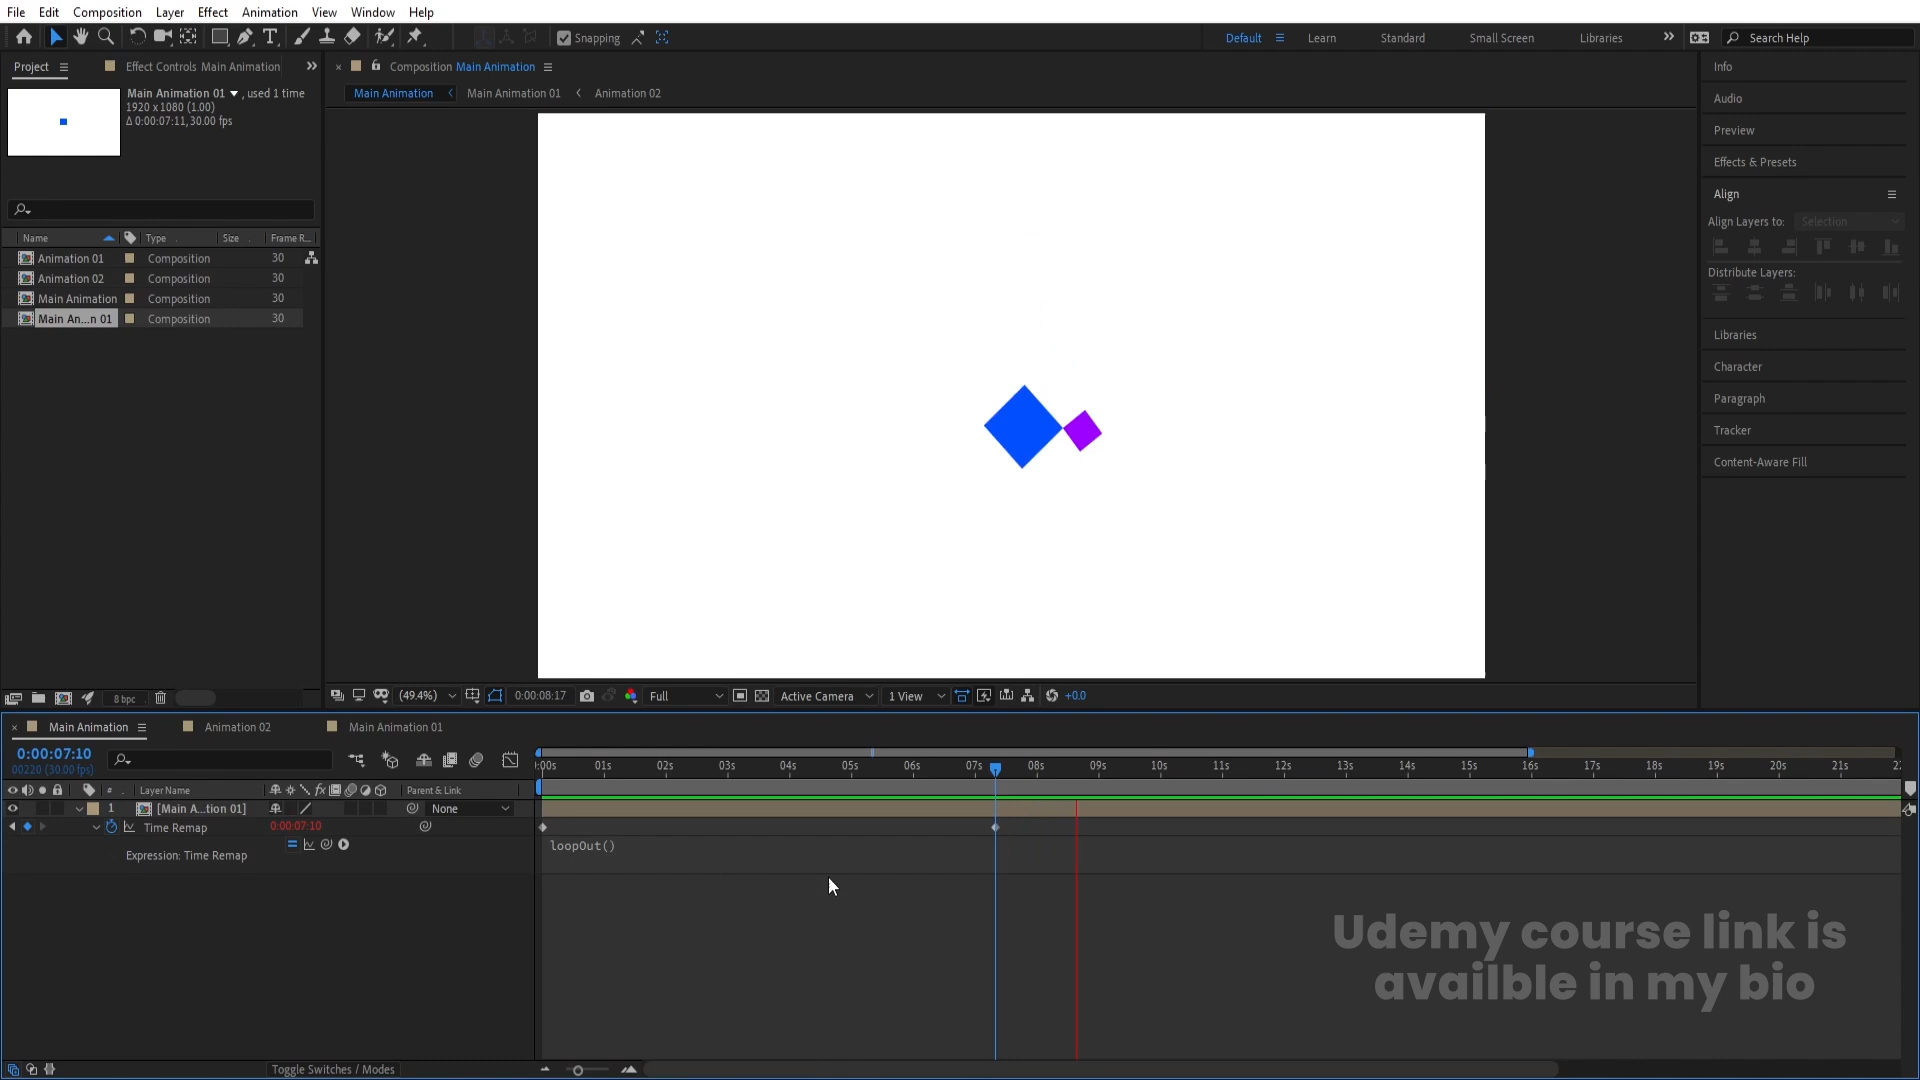 File Edit Composition Layer Effect Animation View Window Help
Snapping
Default Learn Standard Small Screen Libraries
Search Help
Project Effect Controls Main Animation
Main Animation 01 , used 1 time
1920 x 1080 (1.00)
Δ 0:00:07:11, 30.00 fps
Name Type Size Frame R...
Animation 01 Composition 30
Animation 02 Composition 30
Main Animation Composition 30
Main An...n 01 Composition 30
8 bpc
Composition Main Animation
Main Animation Main Animation 01 Animation 02
(49.4%) 0:00:08:17 Full Active Camera 1 View +0.0
Info
Audio
Preview
Effects & Presets
Align
Align Layers to: Selection
Distribute Layers:
Libraries
Character
Paragraph
Tracker
Content-Aware Fill
Main Animation Animation 02 Main Animation 01
0:00:07:10
00220 (30.00 fps)
:00s 01s 02s 03s 04s 05s 06s 07s 08s 09s 10s 11s 12s 13s 14s 15s 16s 17s 18s 19s 20s 21s 22
# Layer Name fx Parent & Link
1 [Main A...tion 01] None
Time Remap 0:00:07:10
Expression: Time Remap
loopOut()
Udemy course link is
availble in my bio
Toggle Switches / Modes